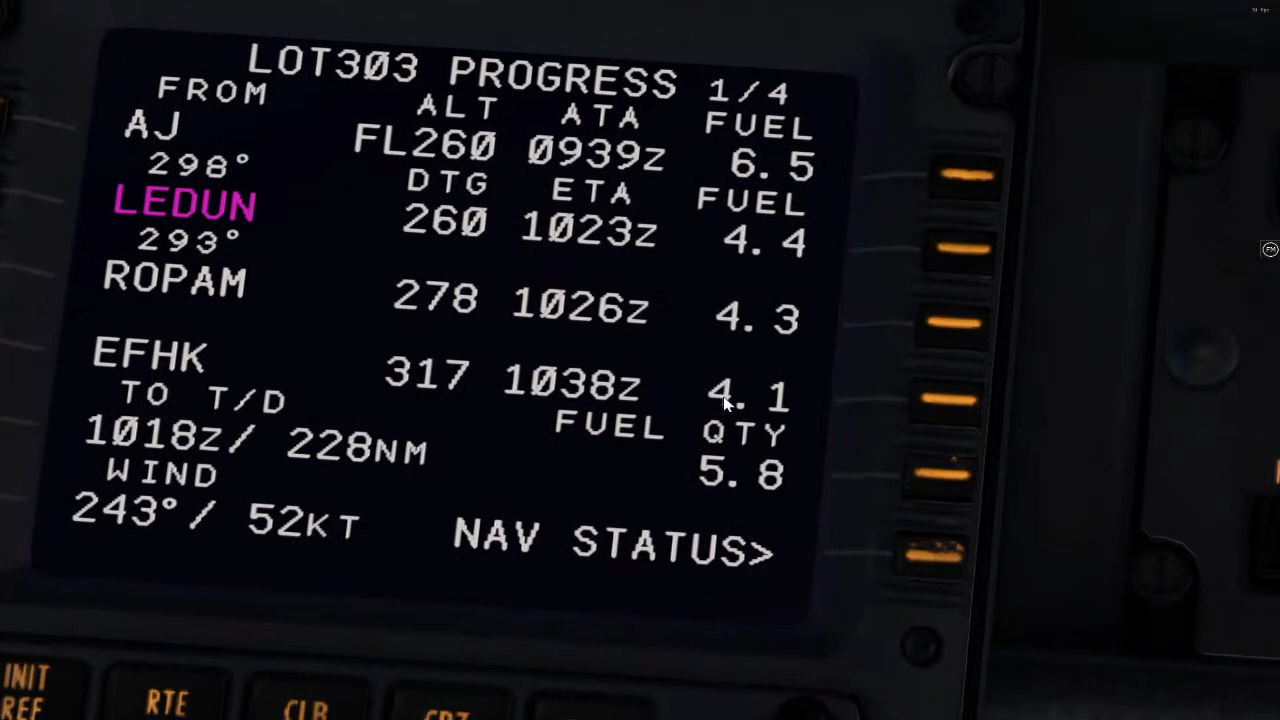 LOT303 PROGRESS 1/4
FROM ALT ATA FUEL
AJ FL260 0939z 6.5
298° DTG ETA FUEL
LEDUN 260 1023z 4.4
293°
ROPAM 278 1026z 4.3
EFHK 317 1038z 4.1
TO T/D FUEL QTY
1018z/ 228NM 5.8
WIND
243°/ 52KT NAV STATUS>
INIT REF RTE CLB